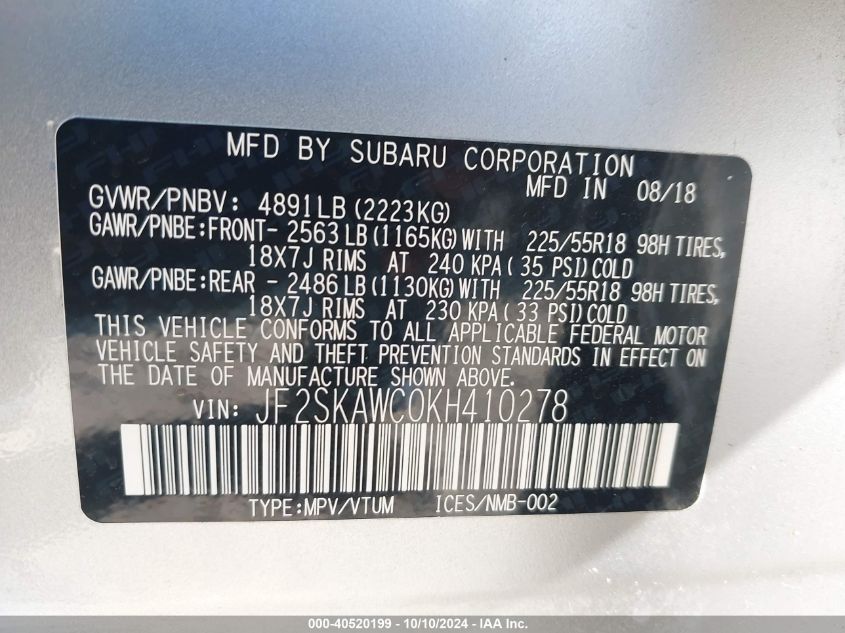 MFD BY SUBARU CORPORATION
MFD IN 08/18
GVWR/PNBV: 4891LB (2223KG)
GAWR/PNBE:FRONT- 2563LB(1165KG)WITH 225/55R18 98H TIRES,
18X7J RIMS AT 240 KPA( 35 PSI)COLD
GAWR/PNBE:REAR - 2486LB(1130KG)WITH 225/55R18 98H TIRES,
18X7J RIMS AT 230 KPA( 33 PSI)COLD
THIS VEHICLE CONFORMS TO ALL APPLICABLE FEDERAL MOTOR
VEHICLE SAFETY AND THEFT PREVENTION STANDARDS IN EFFECT ON
THE DATE OF MANUFACTURE SHOWN ABOVE.
VIN: JF2SKAWC0KH410278
TYPE:MPV/VTUM ICES/NMB-002
000-40520199 - 10/10/2024 - IAA Inc.